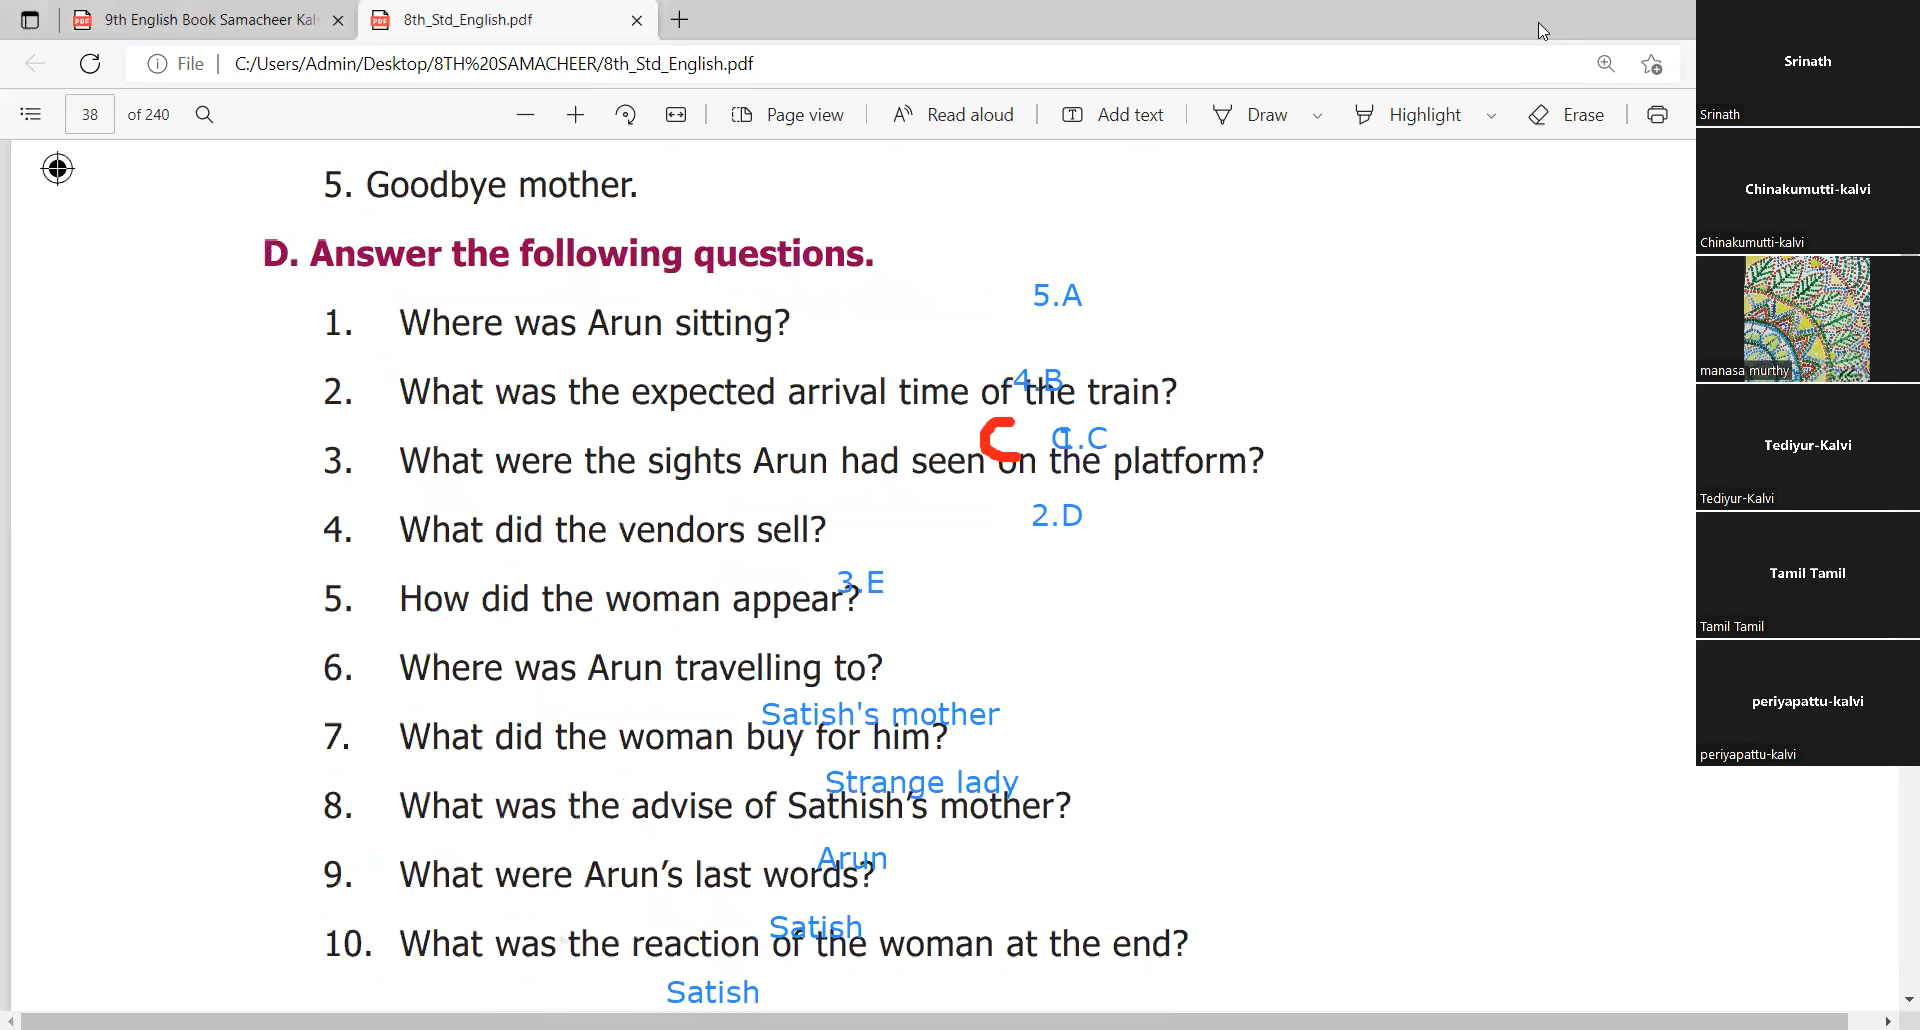 9th English Book Samacheer Kal
8th_Std_English.pdf
File
C:/Users/Admin/Desktop/8TH%20SAMACHEER/8th_Std_English.pdf
38 of 240
Page view
Read aloud
Add text
Draw
Highlight
Erase
5. Goodbye mother.
D. Answer the following questions.
5.A
1. Where was Arun sitting?
4.B
2. What was the expected arrival time of the train?
C
C
1.C
3. What were the sights Arun had seen on the platform?
2.D
4. What did the vendors sell?
3.E
5. How did the woman appear?
6. Where was Arun travelling to?
Satish's mother
7. What did the woman buy for him?
Strange lady
8. What was the advise of Sathish’s mother?
Arun
9. What were Arun’s last words?
Satish
10. What was the reaction of the woman at the end?
Satish
Srinath
Srinath
Chinakumutti-kalvi
Chinakumutti-kalvi
manasa murthy
Tediyur-Kalvi
Tediyur-Kalvi
Tamil Tamil
Tamil Tamil
periyapattu-kalvi
periyapattu-kalvi